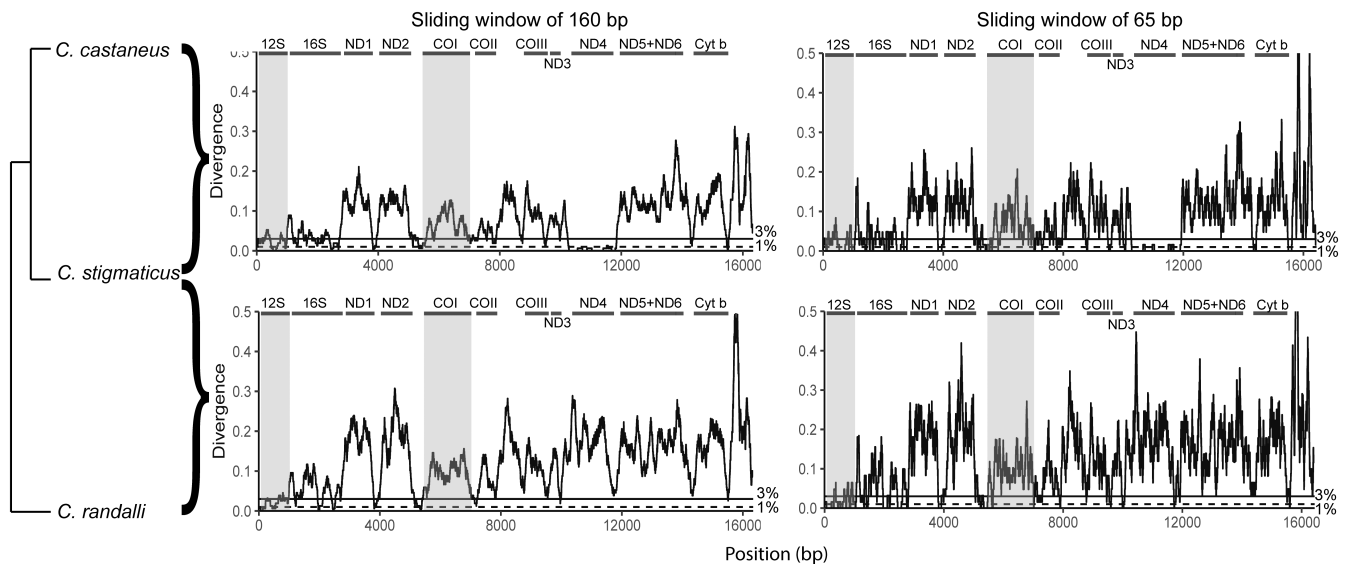 Sliding window of 160 bp
Sliding window of 65 bp
C. castaneus
C. stigmaticus
C. randalli
12S 16S ND1 ND2 COI COII COIII ND4 ND5+ND6 Cyt b
ND3
0.5
0.4
0.3
0.2
0.1
0.0
Divergence
3%
1%
0 4000 8000 12000 16000
12S 16S ND1 ND2 COI COII COIII ND4 ND5+ND6 Cyt b
ND3
0.5
0.4
0.3
0.2
0.1
0.0
3%
1%
0 4000 8000 12000 16000
12S 16S ND1 ND2 COI COII COIII ND4 ND5+ND6 Cyt b
ND3
0.5
0.4
0.3
0.2
0.1
0.0
Divergence
3%
1%
0 4000 8000 12000 16000
12S 16S ND1 ND2 COI COII COIII ND4 ND5+ND6 Cyt b
ND3
0.5
0.4
0.3
0.2
0.1
0.0
3%
1%
0 4000 8000 12000 16000
Position (bp)